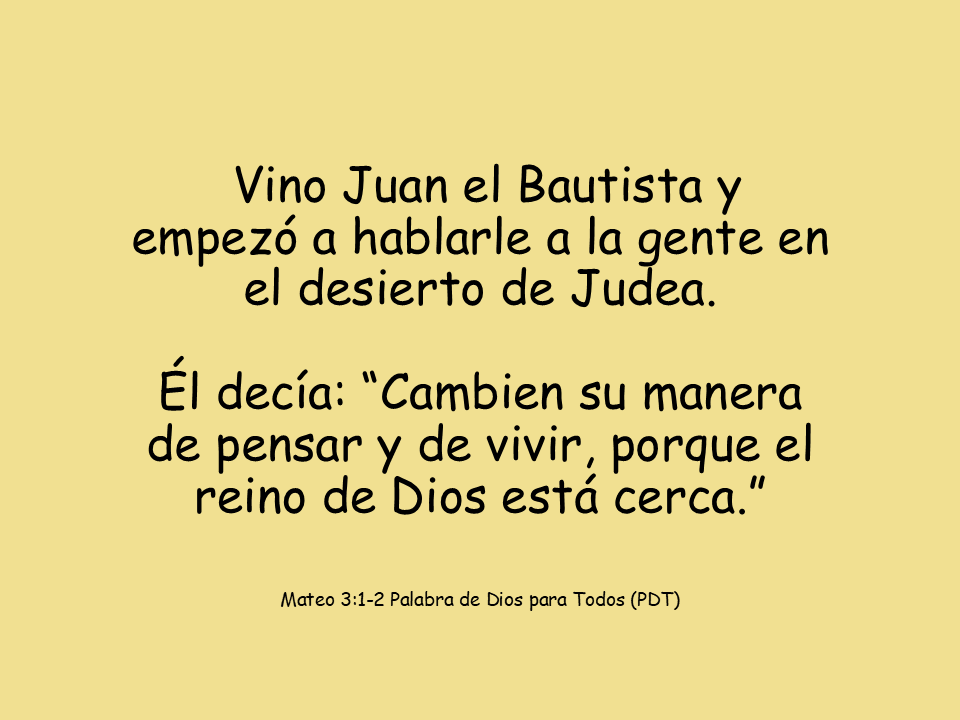 Vino Juan el Bautista y
empezó a hablarle a la gente en
el desierto de Judea.
Él decía: “Cambien su manera
de pensar y de vivir, porque el
reino de Dios está cerca.”
Mateo 3:1-2 Palabra de Dios para Todos (PDT)